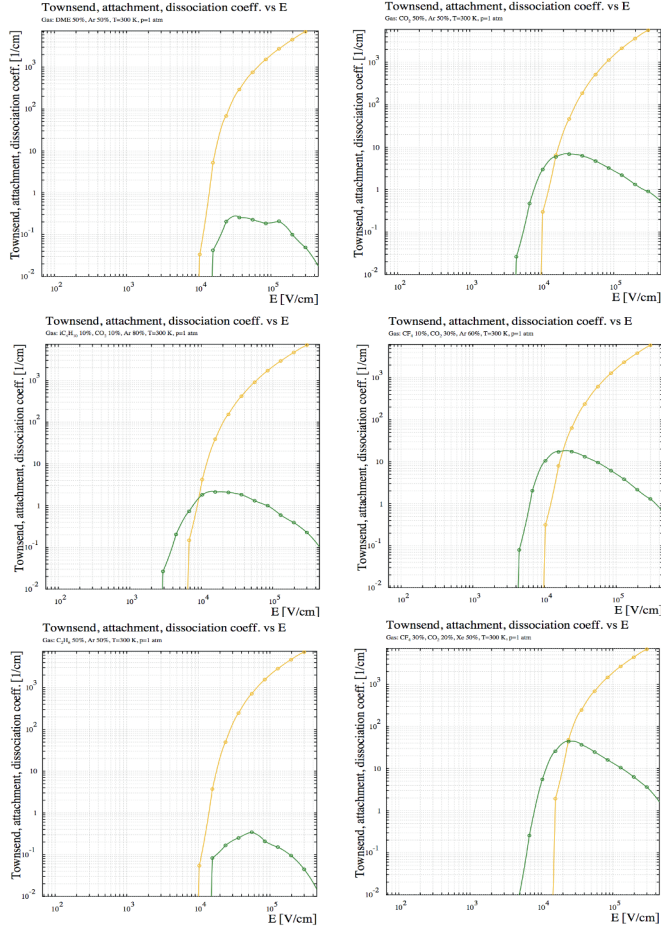 Townsend, attachment, dissociation coeff. vs E
Gas: DME 50%, Ar 50%, T=300 K, p=1 atm
Townsend, attachment, dissociation coeff. [1/cm]
10³
10²
10
1
10⁻¹
10⁻²
10² 10³ 10⁴ 10⁵
E [V/cm]
Townsend, attachment, dissociation coeff. vs E
Gas: CO₂ 50%, Ar 50%, T=300 K, p=1 atm
Townsend, attachment, dissociation coeff. [1/cm]
10³
10²
10
1
10⁻¹
10⁻²
10² 10³ 10⁴ 10⁵
E [V/cm]
Townsend, attachment, dissociation coeff. vs E
Gas: iC₄H₁₀ 10%, CO₂ 10%, Ar 80%, T=300 K, p=1 atm
Townsend, attachment, dissociation coeff. [1/cm]
10³
10²
10
1
10⁻¹
10⁻²
10² 10³ 10⁴ 10⁵
E [V/cm]
Townsend, attachment, dissociation coeff. vs E
Gas: CF₄ 10%, CO₂ 30%, Ar 60%, T=300 K, p=1 atm
Townsend, attachment, dissociation coeff. [1/cm]
10³
10²
10
1
10⁻¹
10⁻²
10² 10³ 10⁴ 10⁵
E [V/cm]
Townsend, attachment, dissociation coeff. vs E
Gas: C₂H₆ 50%, Ar 50%, T=300 K, p=1 atm
Townsend, attachment, dissociation coeff. [1/cm]
10³
10²
10
1
10⁻¹
10⁻²
10² 10³ 10⁴ 10⁵
E [V/cm]
Townsend, attachment, dissociation coeff. vs E
Gas: CF₄ 30%, CO₂ 20%, Xe 50%, T=300 K, p=1 atm
Townsend, attachment, dissociation coeff. [1/cm]
10³
10²
10
1
10⁻¹
10⁻²
10² 10³ 10⁴ 10⁵
E [V/cm]